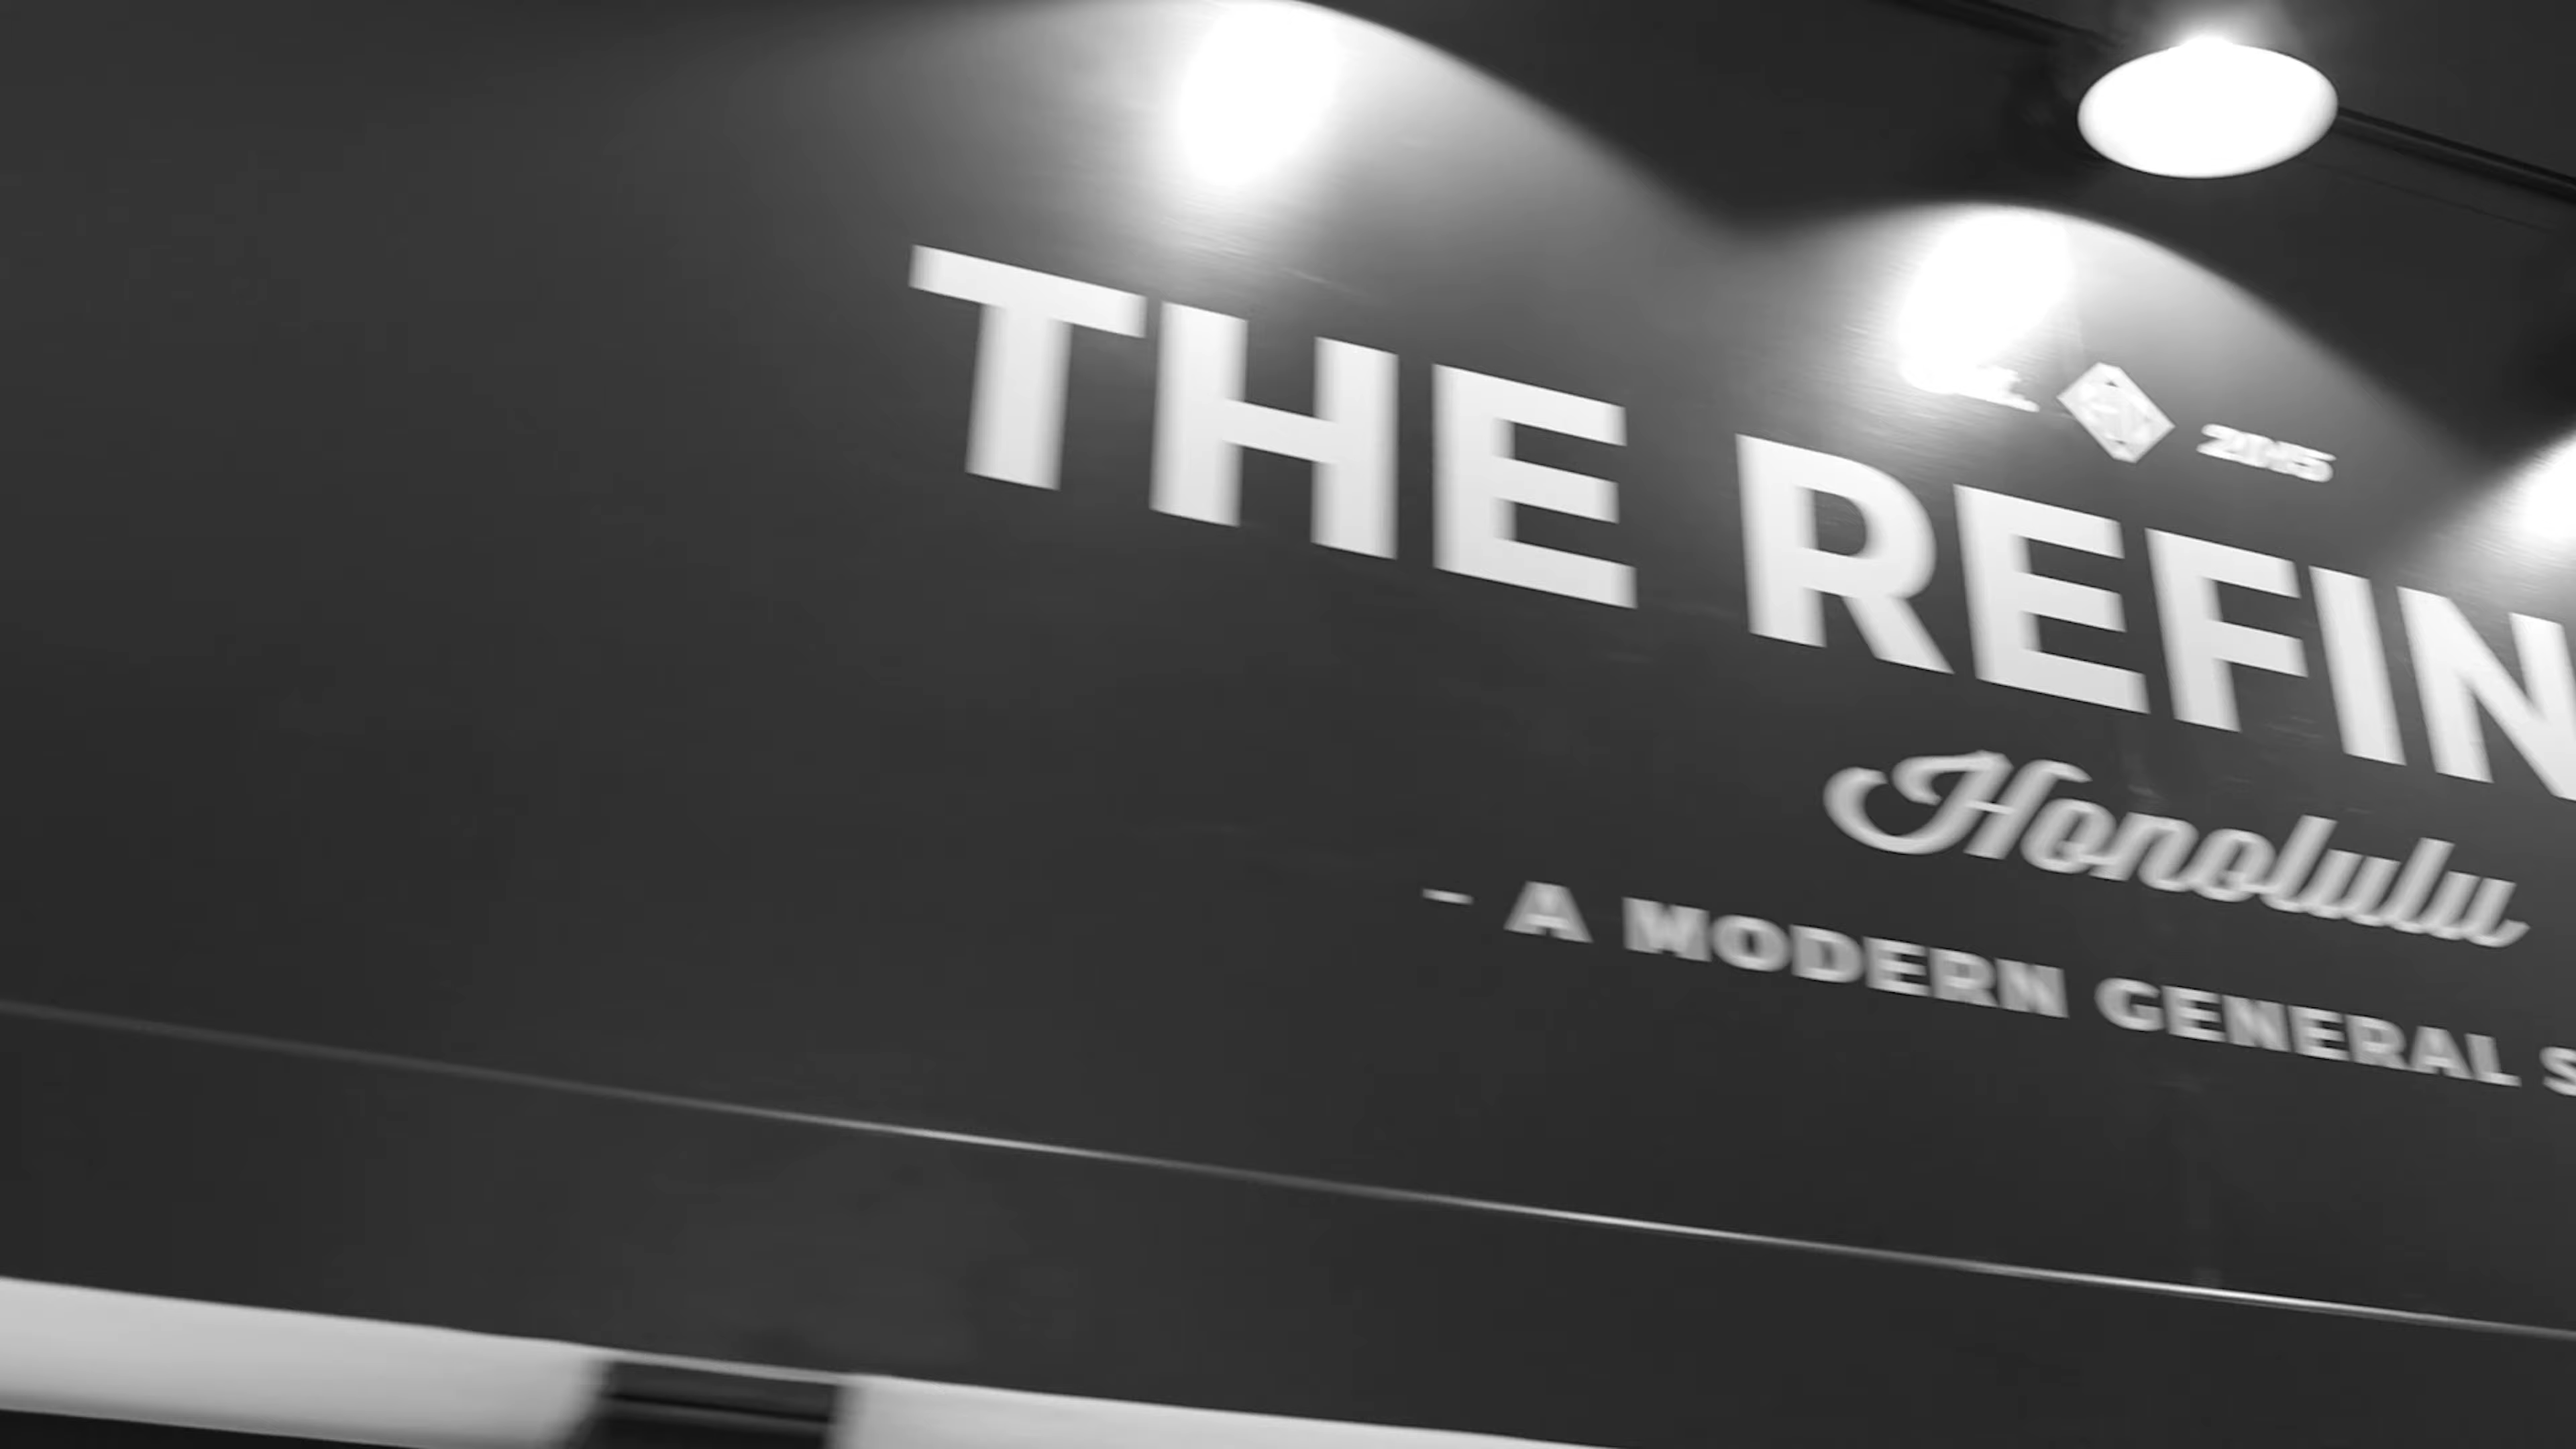 THE REFIN
Honolulu
– A MODERN GENERAL S